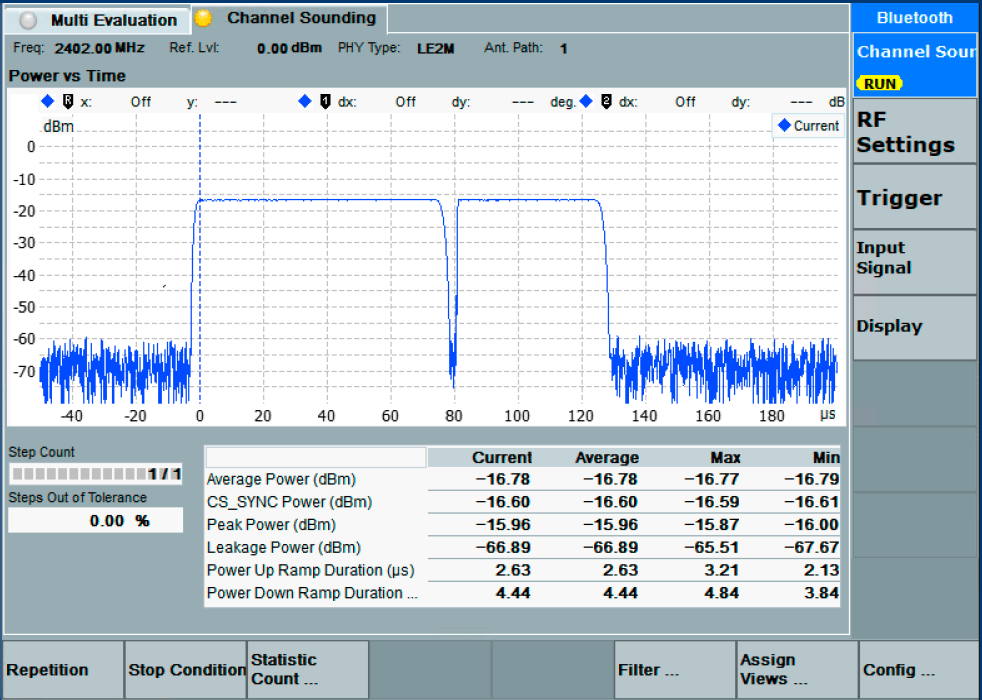 Multi Evaluation Channel Sounding Bluetooth
Freq: 2402.00 MHz Ref. Lvl: 0.00 dBm PHY Type: LE2M Ant. Path: 1
Channel Sour
RUN
Power vs Time
R x: Off y: --- 1 dx: Off dy: --- deg. 2 dx: Off dy: --- dB
dBm
Current
0
-10
-20
-30
-40
-50
-60
-70
-40 -20 0 20 40 60 80 100 120 140 160 180 µs
RF
Settings
Trigger
Input
Signal
Display
Step Count
1 / 1
Steps Out of Tolerance
0.00 %
Current Average Max Min
Average Power (dBm) −16.78 −16.78 −16.77 −16.79
CS_SYNC Power (dBm) −16.60 −16.60 −16.59 −16.61
Peak Power (dBm) −15.96 −15.96 −15.87 −16.00
Leakage Power (dBm) −66.89 −66.89 −65.51 −67.67
Power Up Ramp Duration (µs) 2.63 2.63 3.21 2.13
Power Down Ramp Duration ... 4.44 4.44 4.84 3.84
Repetition
Stop Condition
Statistic
Count ...
Filter ...
Assign
Views ...
Config ...